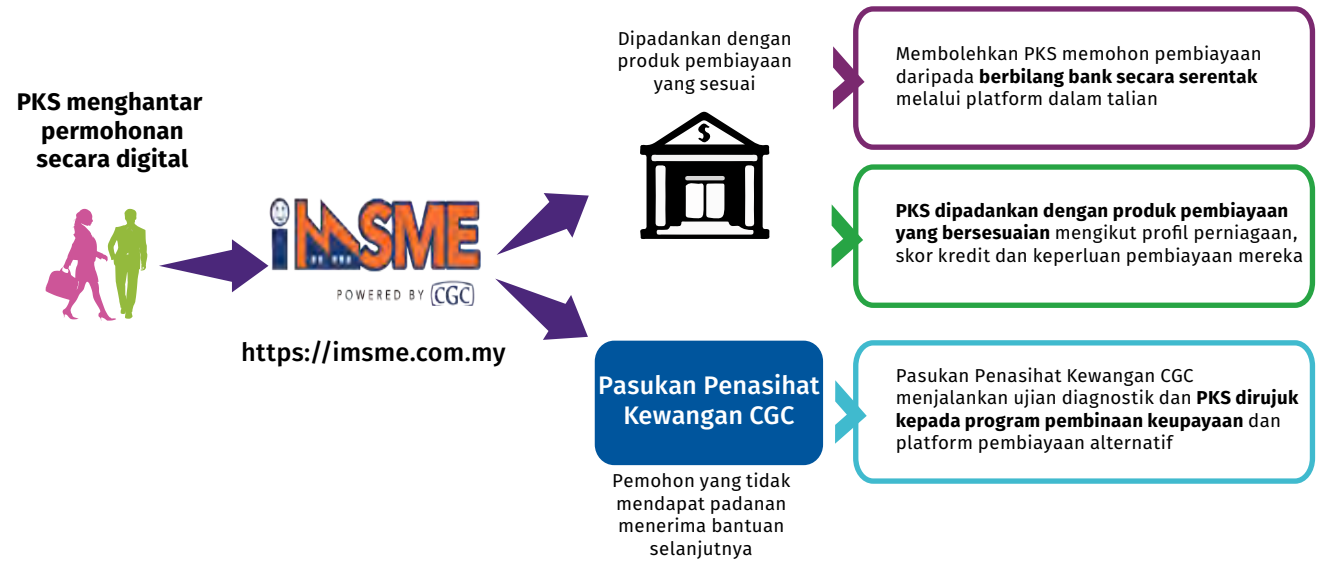 PKS menghantar
permohonan
secara digital
iMSME
POWERED BY CGC
https://imsme.com.my
Dipadankan dengan
produk pembiayaan
yang sesuai
$
Membolehkan PKS memohon pembiayaan
daripada berbilang bank secara serentak
melalui platform dalam talian
PKS dipadankan dengan produk pembiayaan
yang bersesuaian mengikut profil perniagaan,
skor kredit dan keperluan pembiayaan mereka
Pasukan Penasihat
Kewangan CGC
Pemohon yang tidak
mendapat padanan
menerima bantuan
selanjutnya
Pasukan Penasihat Kewangan CGC
menjalankan ujian diagnostik dan PKS dirujuk
kepada program pembinaan keupayaan dan
platform pembiayaan alternatif